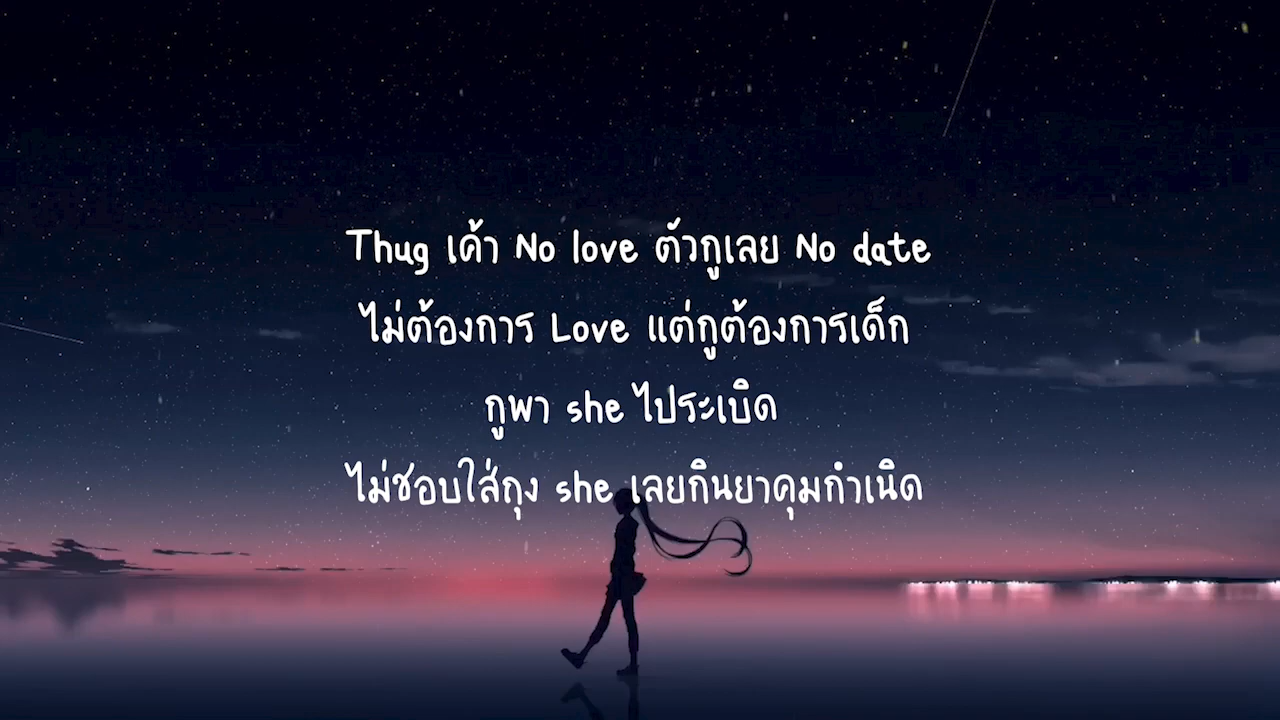 Thug เค้า No love ตัวกูเลย No date
ไม่ต้องการ Love แต่กูต้องการเด็ก
กูพา she ไประเบิด
ไม่ชอบใส่ถุง she เลยกินยาคุมกำเนิด